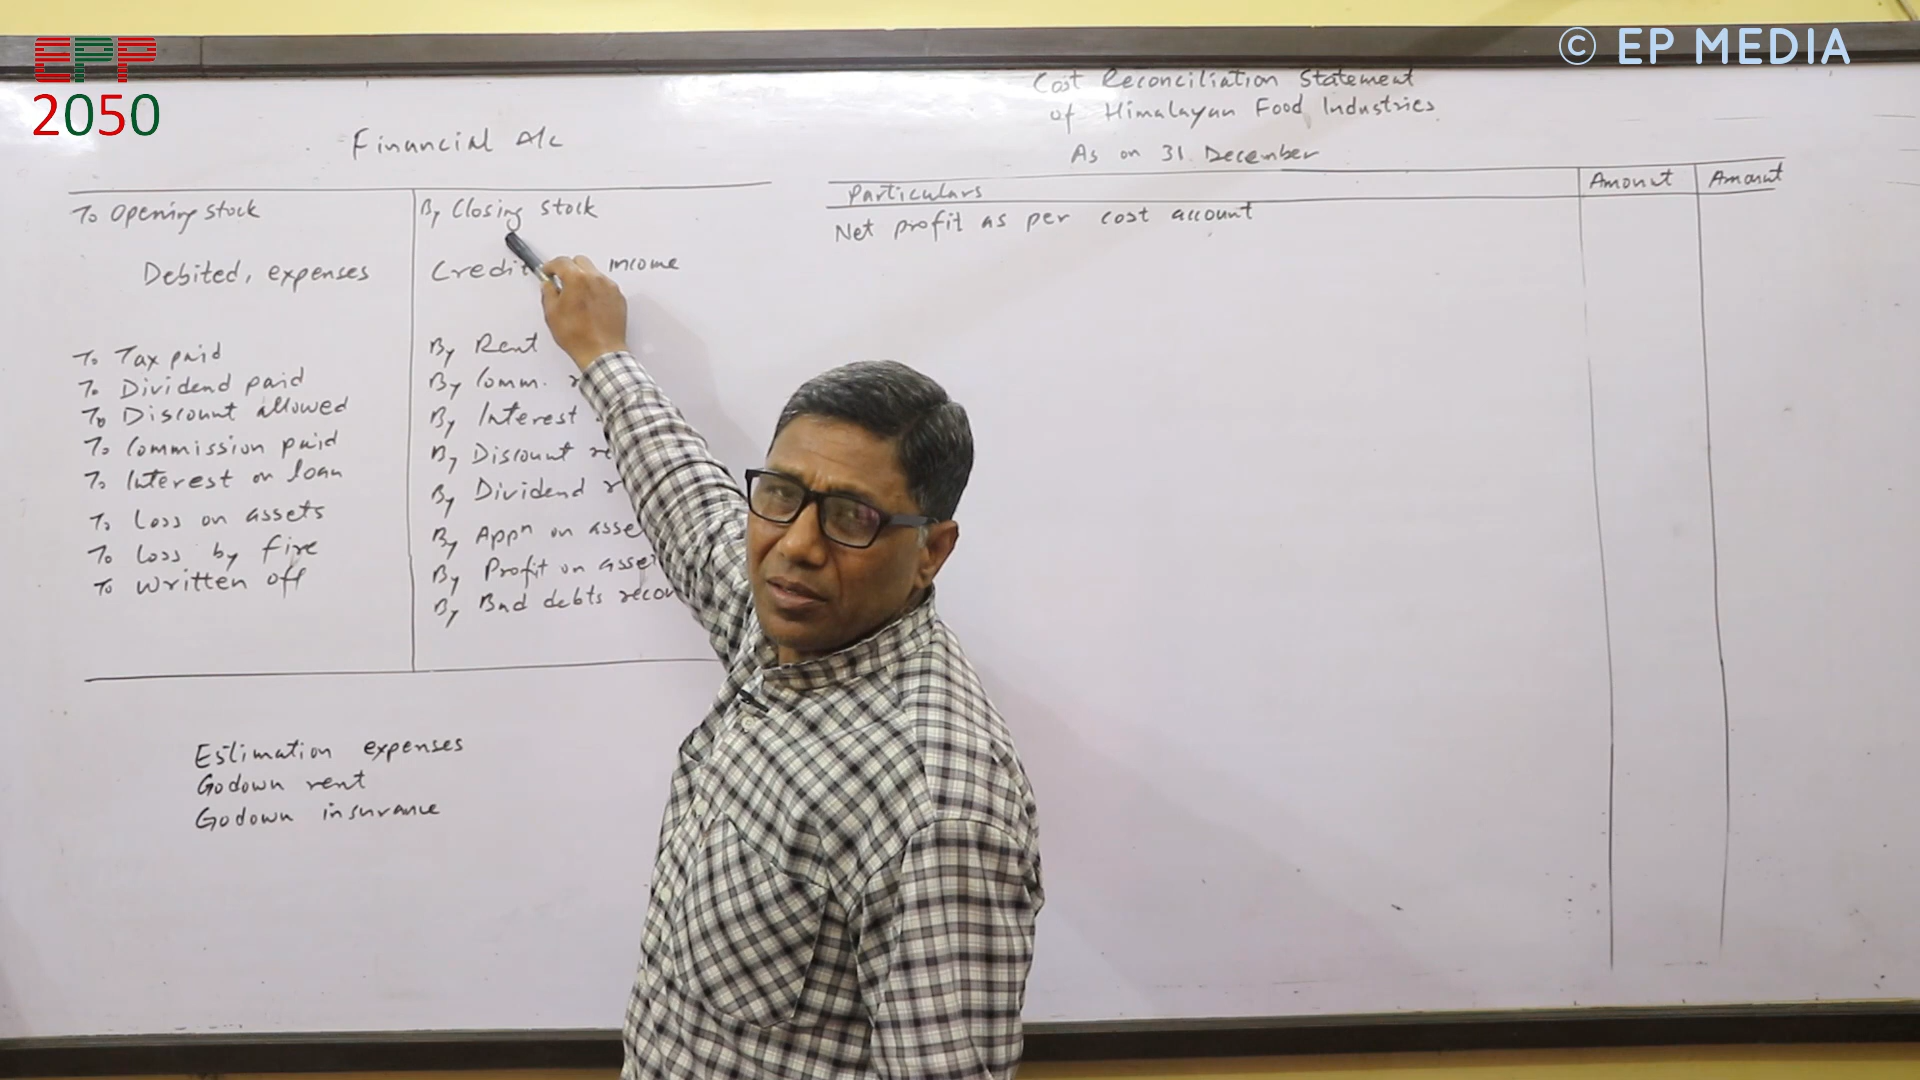 EPP
2050
© EP MEDIA
Financial A/c
To Opening stock
Debited, expenses
To Tax paid
To Dividend paid
To Discount allowed
To Commission paid
To Interest on loan
To Loss on assets
To Loss by fire
To Written off
By Closing stock
Credit income
By Rent
By Comm. r
By Interest
By Discount re
By Dividend r
By Appn on asse
By Profit on asset
By Bad debts recov
Estimation expenses
Godown rent
Godown insurance
Cost Reconciliation Statement
of Himalayan Food Industries
As on 31 December
Particulars Amount Amount
Net profit as per cost account